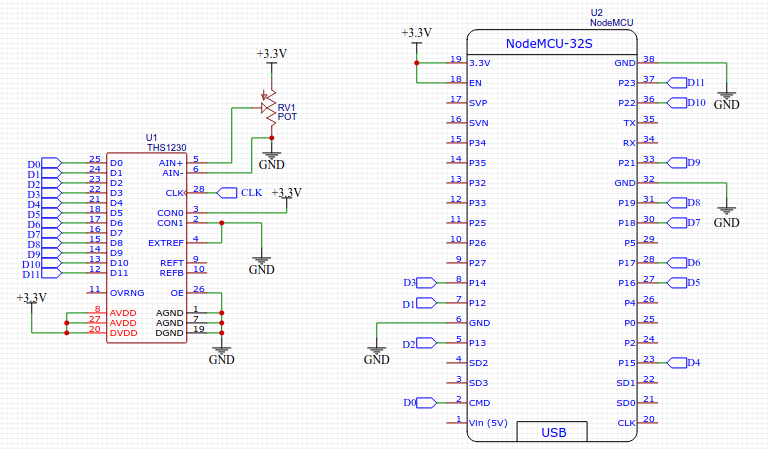 +3.3V
RV1
POT
GND
U1
THS1230
D0 25 D0 AIN+ 5
D1 24 D1 AIN- 6
D2 23 D2
D3 22 D3 CLK 28 CLK
D4 21 D4
D5 18 D5 CON0 3 +3.3V
D6 17 D6 CON1 2
D7 16 D7
D8 15 D8 EXTREF 4
D9 14 D9
D10 13 D10 REFT 9
D11 12 D11 REFB 10
GND
11 OVRNG OE 26
+3.3V
8 AVDD AGND 1
27 AVDD AGND 7
20 DVDD DGND 19
GND
U2
NodeMCU
NodeMCU-32S
+3.3V
19 3.3V GND 38
18 EN P23 37 D11
GND
17 SVP P22 36 D10
16 SVN TX 35
15 P34 RX 34
14 P35 P21 33 D9
13 P32 GND 32
12 P33 P19 31 D8
GND
11 P25 P18 30 D7
10 P26 P5 29
9 P27 P17 28 D6
D3 8 P14 P16 27 D5
D1 7 P12 P4 26
6 GND P0 25
D2 5 P13 P2 24
GND
4 SD2 P15 23 D4
3 SD3 SD1 22
D0 2 CMD SD0 21
1 Vin (5V) CLK 20
USB